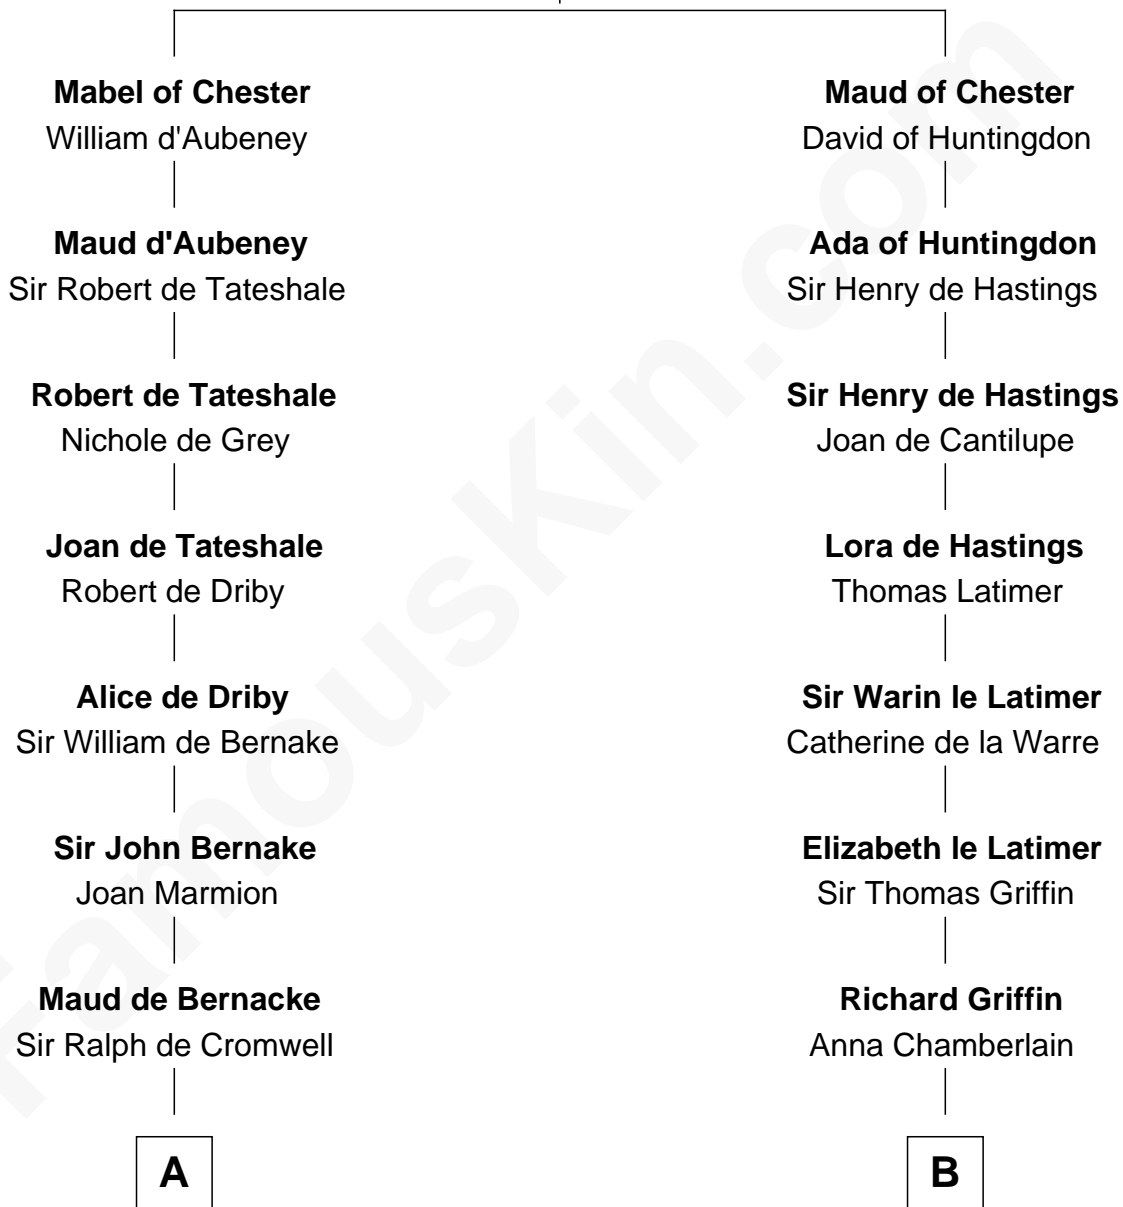 Mabel of Chester
William d'Aubeney
Maud d'Aubeney
Sir Robert de Tateshale
Robert de Tateshale
Nichole de Grey
Joan de Tateshale
Robert de Driby
Alice de Driby
Sir William de Bernake
Sir John Bernake
Joan Marmion
Maud de Bernacke
Sir Ralph de Cromwell
A
Maud of Chester
David of Huntingdon
Ada of Huntingdon
Sir Henry de Hastings
Sir Henry de Hastings
Joan de Cantilupe
Lora de Hastings
Thomas Latimer
Sir Warin le Latimer
Catherine de la Warre
Elizabeth le Latimer
Sir Thomas Griffin
Richard Griffin
Anna Chamberlain
B
FamousKin.com